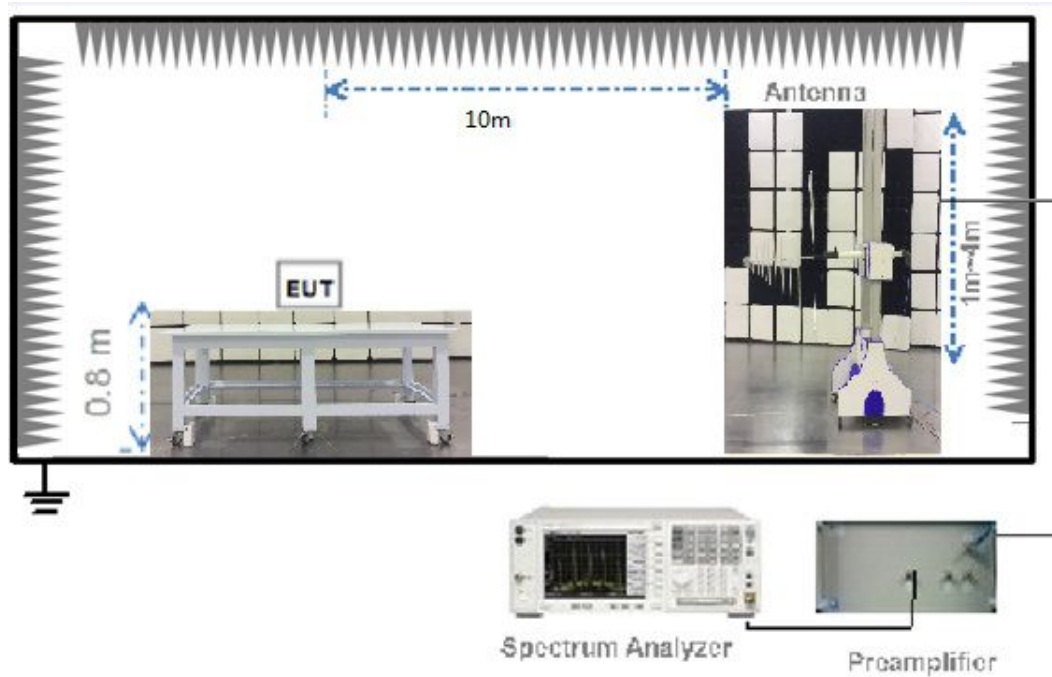 Antenna
10m
1m~4m
EUT
0.8 m
Spectrum Analyzer
Preamplifier